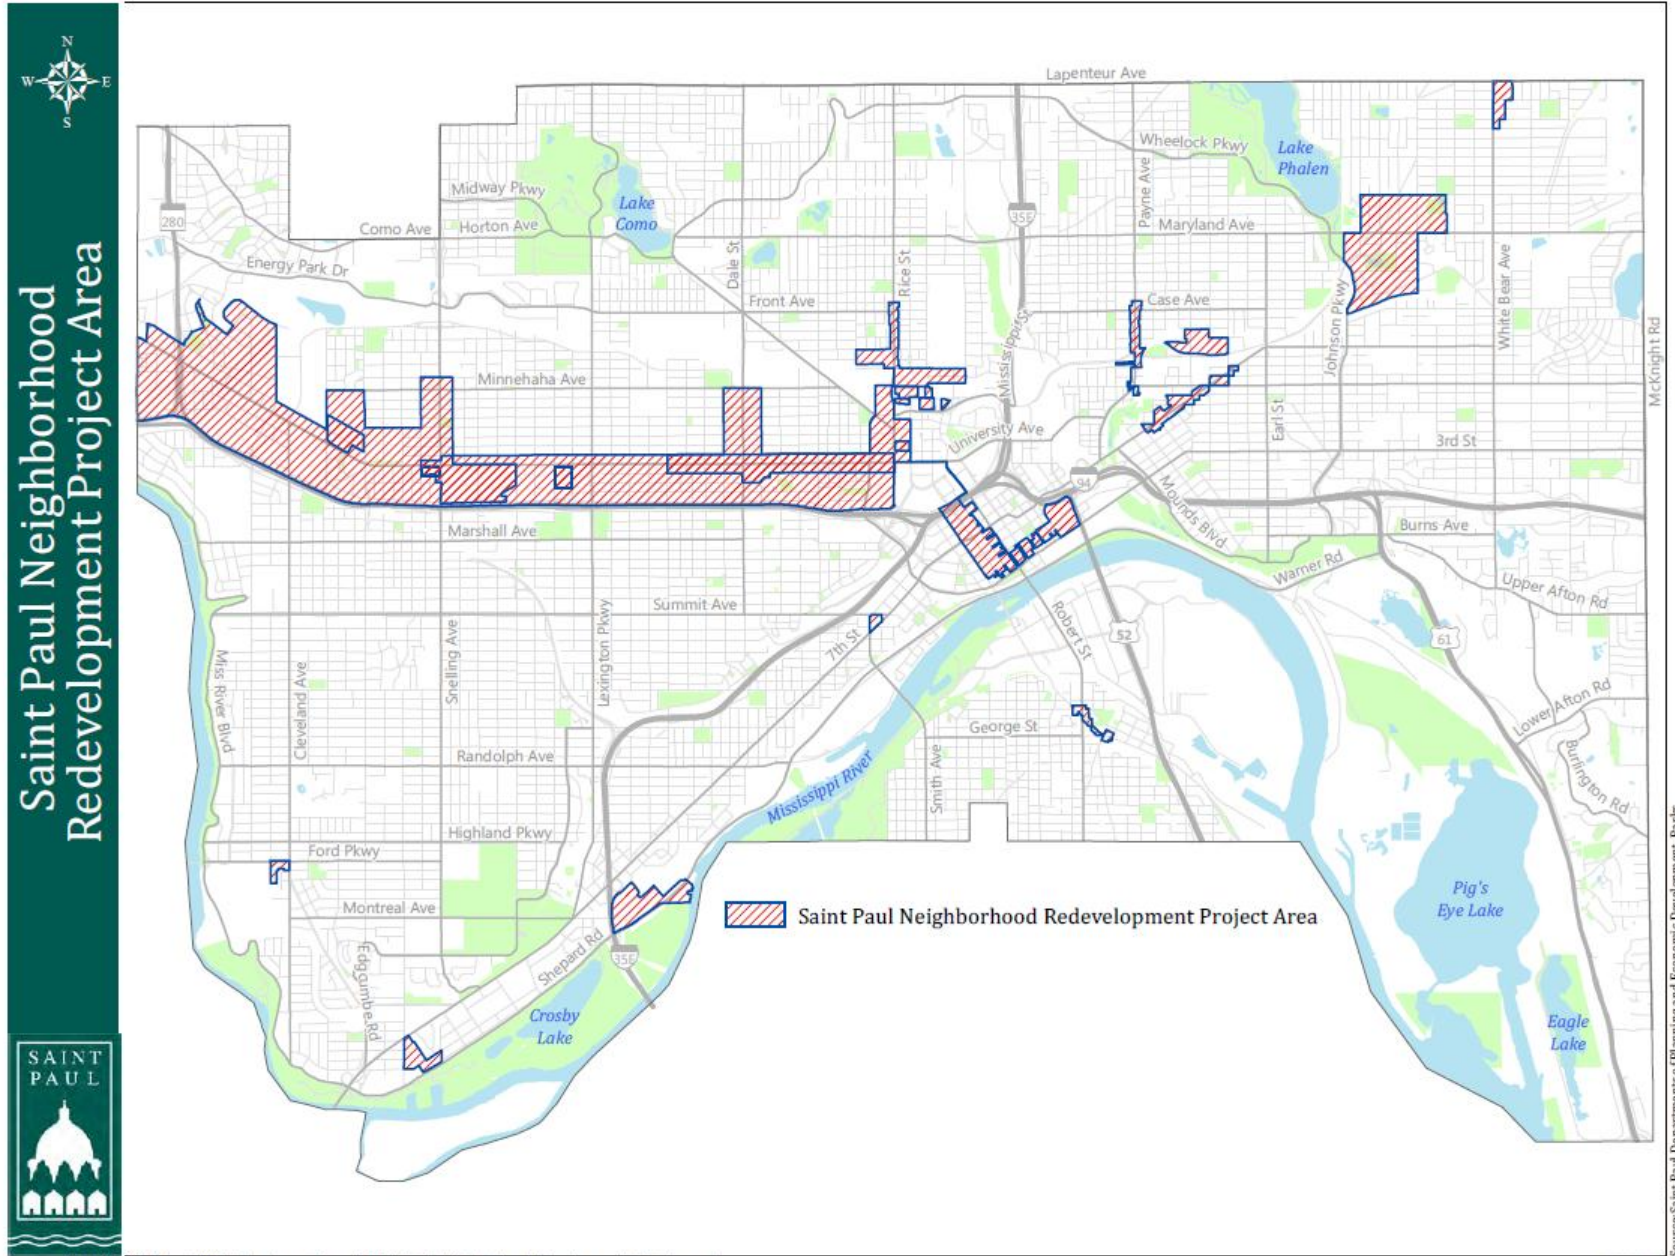 Saint Paul Neighborhood
Redevelopment Project Area
N
W E
S
SAINT
PAUL
Lapenteur Ave
Wheelock Pkwy
Payne Ave
Lake
Phalen
Midway Pkwy
Lake
Como
280
35E
Como Ave
Horton Ave
Maryland Ave
Energy Park Dr
Dale St
Rice St
Front Ave
Case Ave
Mississippi St
Johnson Pkwy
White Bear Ave
McKnight Rd
Minnehaha Ave
University Ave
Earl St
3rd St
94
Mounds Blvd
Marshall Ave
Burns Ave
Warner Rd
Upper Afton Rd
Summit Ave
Lexington Pkwy
7th St
Robert St
52
61
Miss River Blvd
Cleveland Ave
Snelling Ave
Lower Afton Rd
George St
Randolph Ave
Smith Ave
Mississippi River
Burlington Rd
Highland Pkwy
Ford Pkwy
Pig's
Eye Lake
Montreal Ave
Saint Paul Neighborhood Redevelopment Project Area
Edgcumbe Rd
Shepard Rd
35E
Crosby
Lake
Eagle
Lake